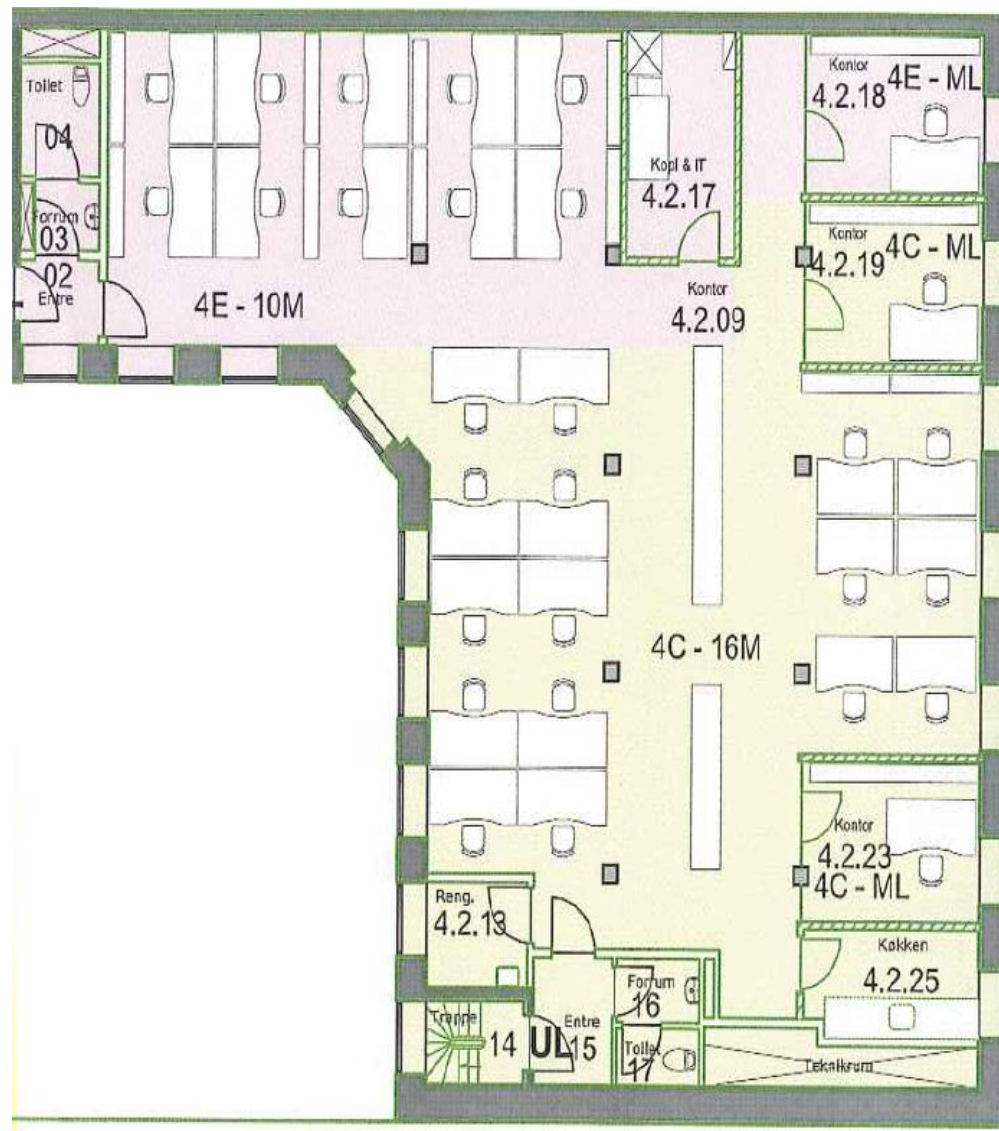 Toilet
04
Forrum
03
02
Entre
4E - 10M
Kopi & IT
4.2.17
Kontor
4.2.18
4E - ML
Kontor
4.2.19
4C - ML
Kontor
4.2.09
4C - 16M
Kontor
4.2.23
4C - ML
Køkken
4.2.25
Reng.
4.2.13
Trappe
14
UL
Entre
15
Forrum
16
Toilet
17
Teknikrum